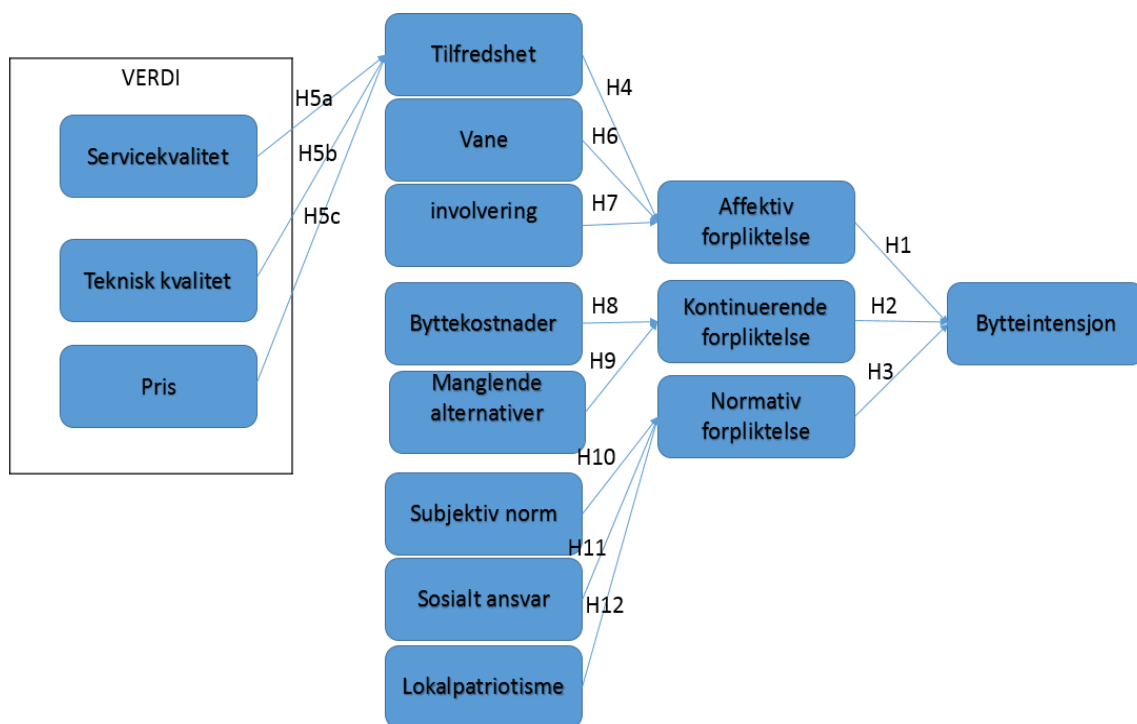 VERDI
Servicekvalitet
Teknisk kvalitet
Pris
H5a
H5b
H5c
Tilfredshet
Vane
involvering
Byttekostnader
Manglende
alternativer
Subjektiv norm
Sosialt ansvar
Lokalpatriotisme
H4
H6
H7
H8
H9
H10
H11
H12
Affektiv
forpliktelse
Kontinuerende
forpliktelse
Normativ
forpliktelse
H1
H2
H3
Bytteintensjon